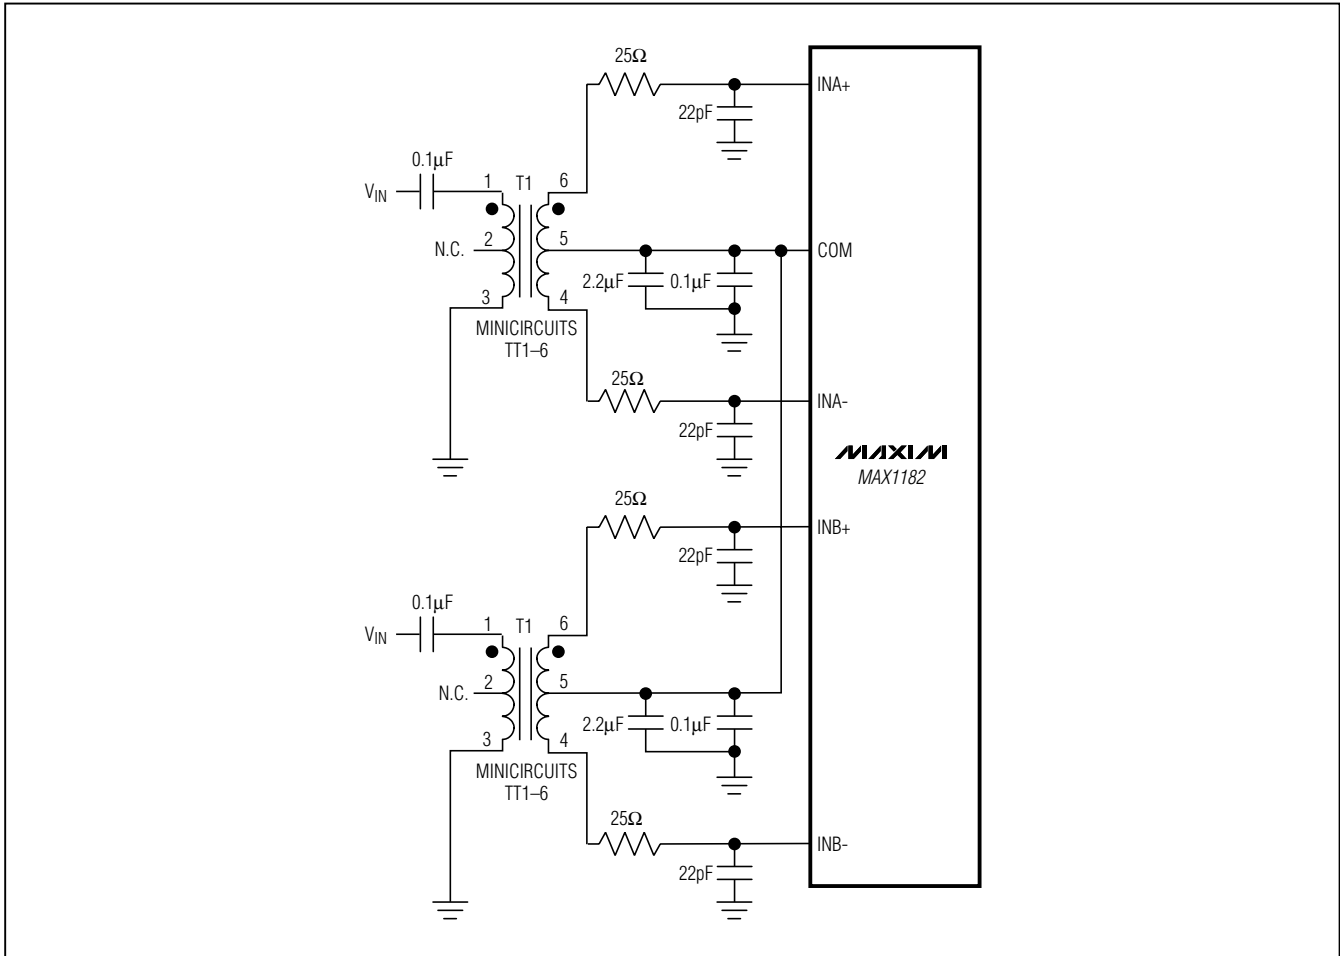 25Ω
INA+
22pF
0.1µF
VIN
1
T1
6
N.C.
2
5
COM
2.2µF
0.1µF
3
4
MINICIRCUITS
TT1–6
25Ω
INA-
22pF
MAXIM
MAX1182
25Ω
INB+
22pF
0.1µF
VIN
1
T1
6
N.C.
2
5
2.2µF
0.1µF
3
4
MINICIRCUITS
TT1–6
25Ω
INB-
22pF